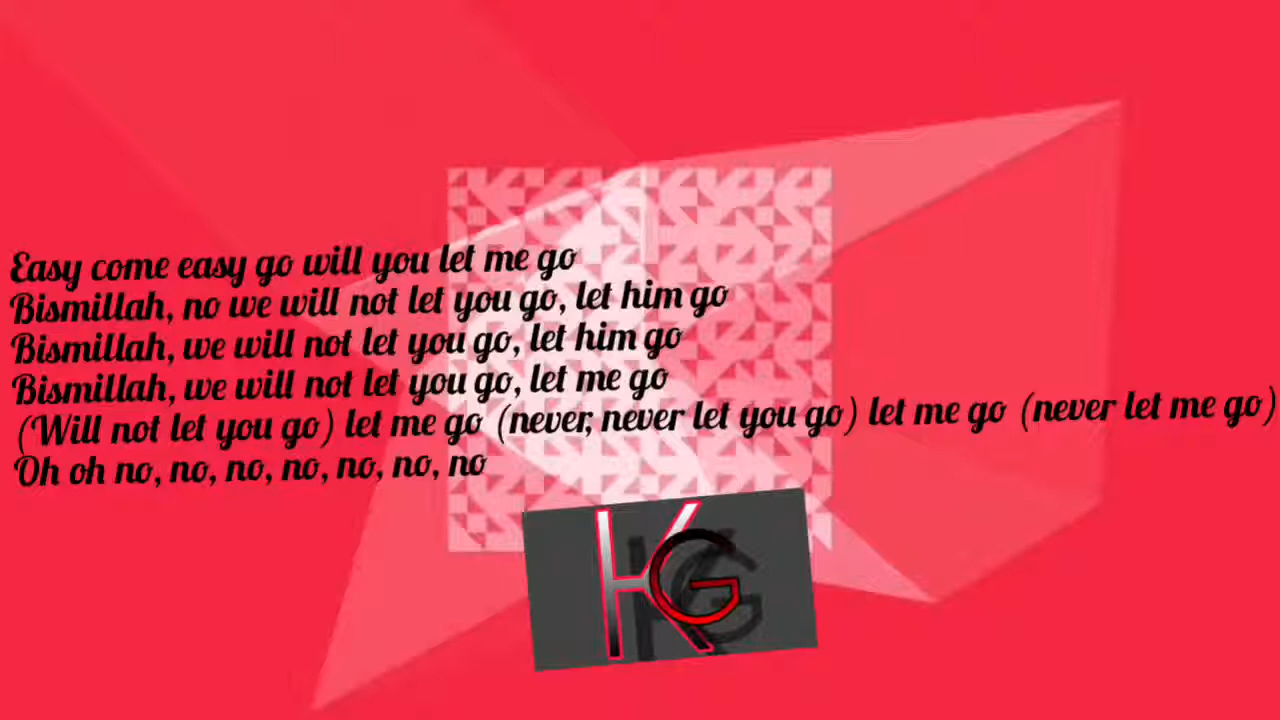 Easy come easy go will you let me go
Bismillah, no we will not let you go, let him go
Bismillah, we will not let you go, let him go
Bismillah, we will not let you go, let me go
(Will not let you go) let me go (never, never let you go) let me go (never let me go)
Oh oh no, no, no, no, no, no, no
KG